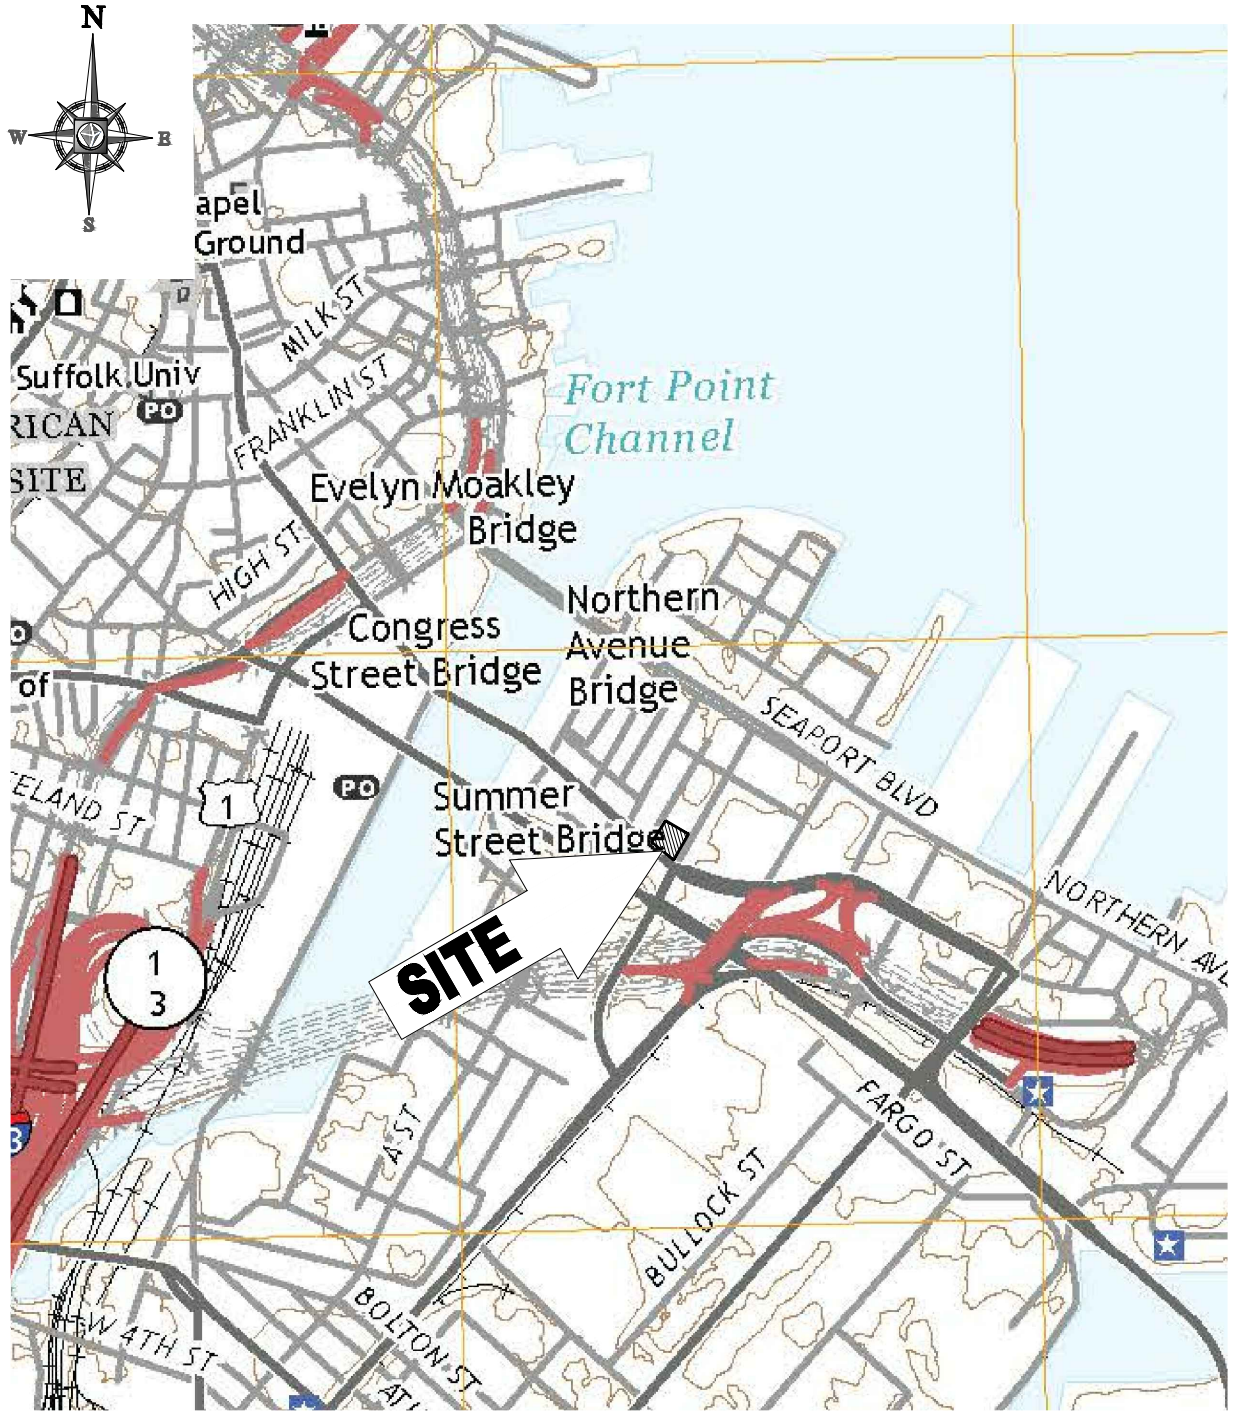 N
W
E
S
apel
Ground
MILK ST
Suffolk Univ
PO
FRANKLIN ST
RICAN
SITE
Fort Point
Channel
Evelyn Moakley
Bridge
HIGH ST
Northern
Avenue
Bridge
Congress
Street Bridge
of
SEAPORT BLVD
1
PO
ELAND ST
Summer
Street Bridge
NORTHERN AVE
SITE
1
3
3
FARGO ST
A ST
BULLOCK ST
BOLTON ST
W 4TH ST
ATH